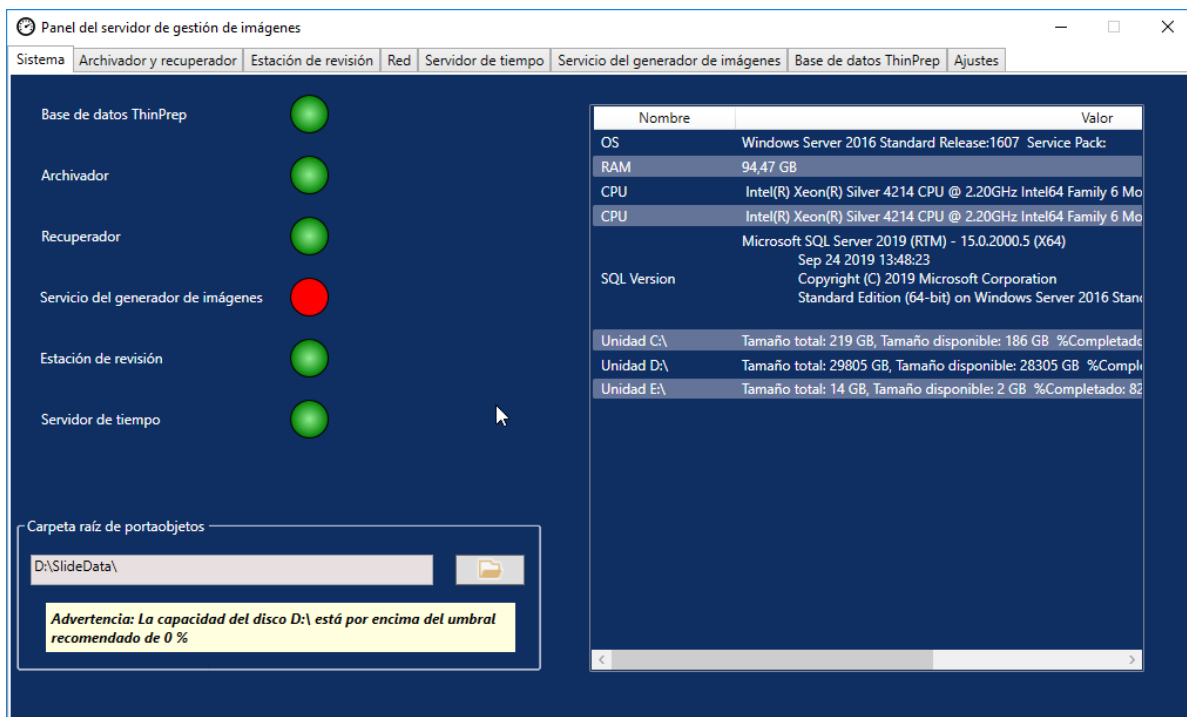 Panel del servidor de gestión de imágenes
Sistema Archivador y recuperador Estación de revisión Red Servidor de tiempo Servicio del generador de imágenes Base de datos ThinPrep Ajustes
Base de datos ThinPrep
Archivador
Recuperador
Servicio del generador de imágenes
Estación de revisión
Servidor de tiempo
Carpeta raíz de portaobjetos
D:\SlideData\
Advertencia: La capacidad del disco D:\ está por encima del umbral
recomendado de 0 %
Nombre Valor
OS Windows Server 2016 Standard Release:1607 Service Pack:
RAM 94,47 GB
CPU Intel(R) Xeon(R) Silver 4214 CPU @ 2.20GHz Intel64 Family 6 Mo
CPU Intel(R) Xeon(R) Silver 4214 CPU @ 2.20GHz Intel64 Family 6 Mo
Microsoft SQL Server 2019 (RTM) - 15.0.2000.5 (X64)
Sep 24 2019 13:48:23
SQL Version Copyright (C) 2019 Microsoft Corporation
Standard Edition (64-bit) on Windows Server 2016 Stan
Unidad C:\ Tamaño total: 219 GB, Tamaño disponible: 186 GB %Completado
Unidad D:\ Tamaño total: 29805 GB, Tamaño disponible: 28305 GB %Compl
Unidad E:\ Tamaño total: 14 GB, Tamaño disponible: 2 GB %Completado: 82